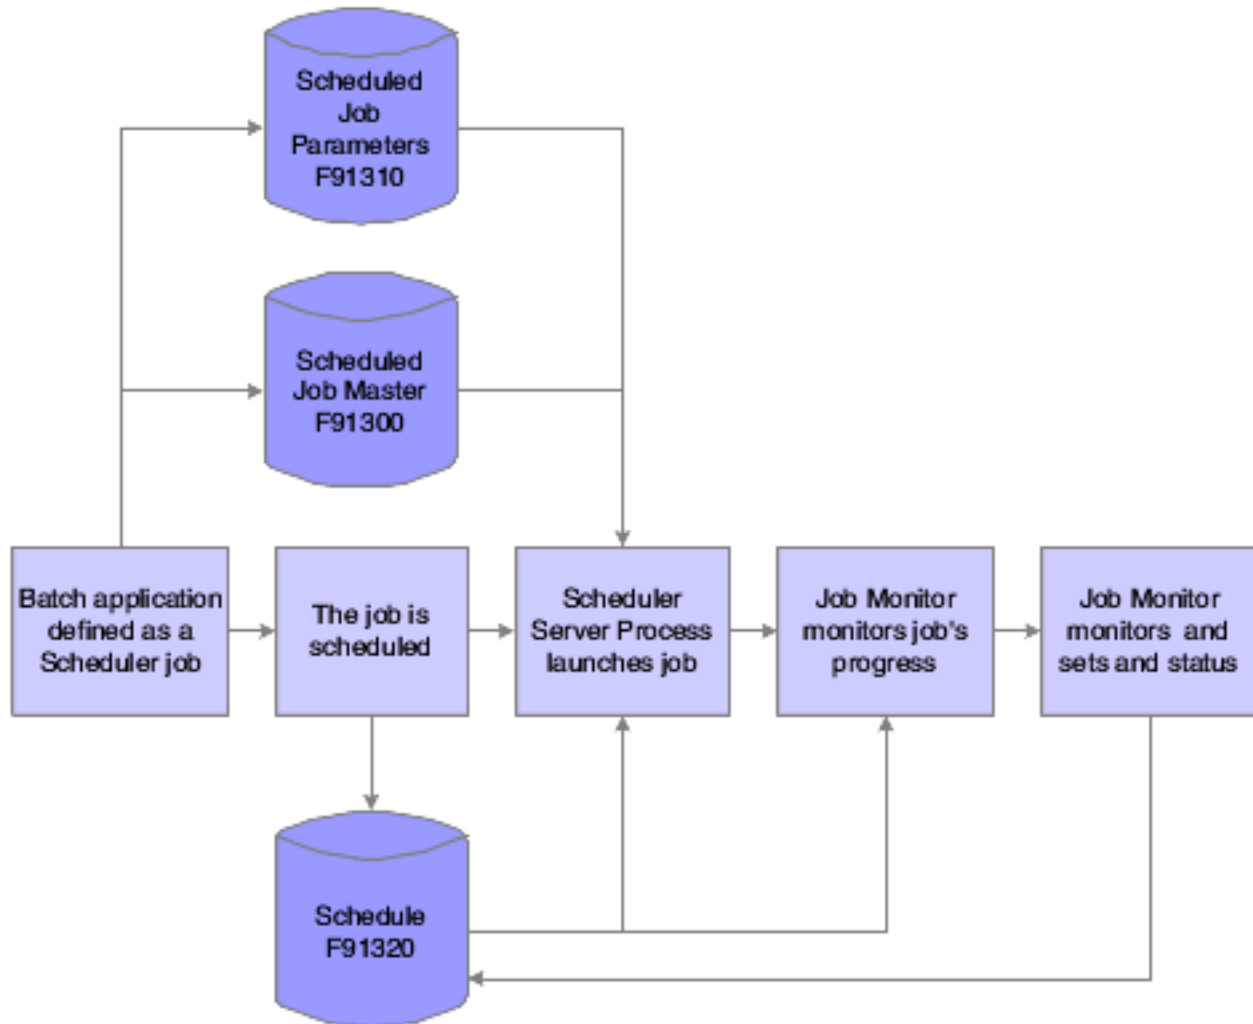 Scheduled
Job
Parameters
F91310
Scheduled
Job Master
F91300
Batch application
defined as a
Scheduler job
The job is
scheduled
Scheduler
Server Process
launches job
Job Monitor
monitors job's
progress
Job Monitor
monitors and
sets and status
Schedule
F91320